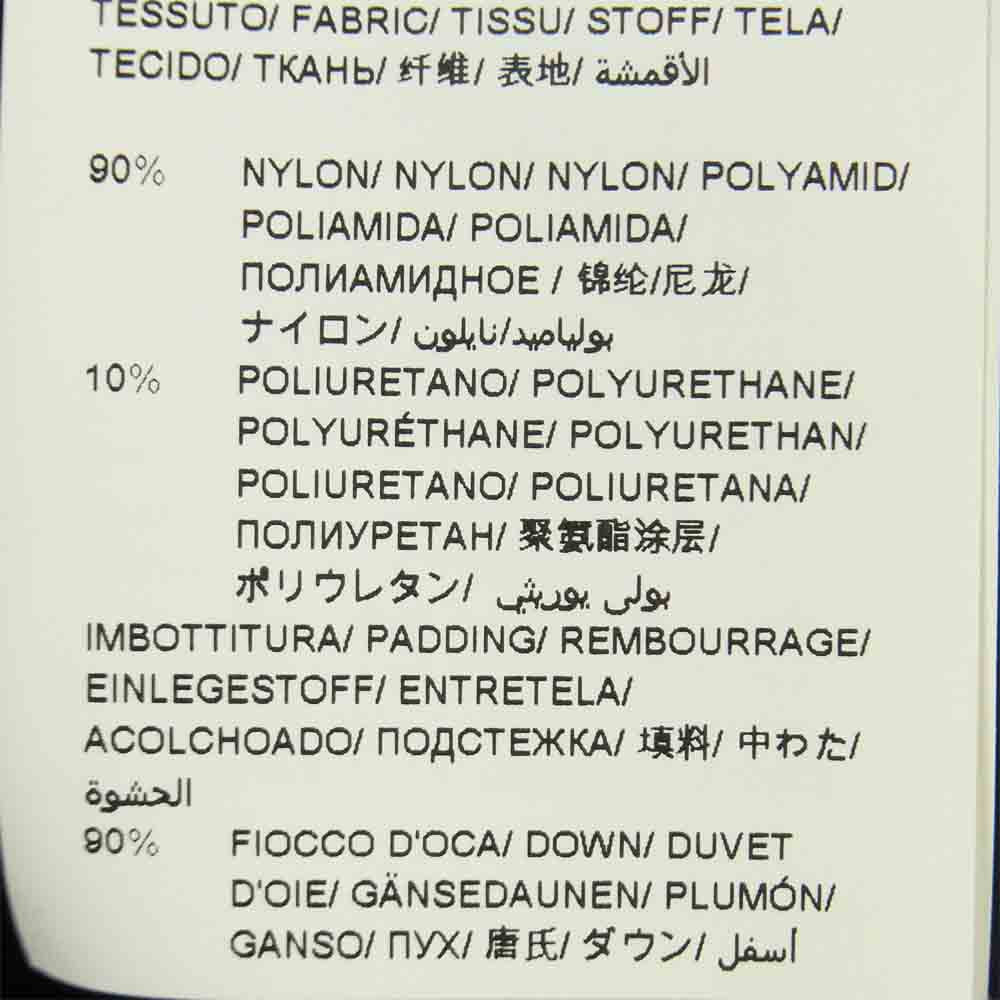 TESSUTO/ FABRIC/ TISSU/ STOFF/ TELA/
TECIDO/ ТКАНЬ/ 纤维/ 表地/ الأقمشة
90% NYLON/ NYLON/ NYLON/ POLYAMID/
POLIAMIDA/ POLIAMIDA/
ПОЛИАМИДНОЕ / 锦纶/尼龙/
ナイロン/ بولياميد/نايلون
10% POLIURETANO/ POLYURETHANE/
POLYURÉTHANE/ POLYURETHAN/
POLIURETANO/ POLIURETANA/
ПОЛИУРЕТАН/ 聚氨酯涂层/
ポリウレタン/ بولى يوريثي
IMBOTTITURA/ PADDING/ REMBOURRAGE/
EINLEGESTOFF/ ENTRETELA/
ACOLCHOADO/ ПОДСТЕЖКА/ 填料/ 中わた/
الحشوة
90% FIOCCO D'OCA/ DOWN/ DUVET
D'OIE/ GÄNSEDAUNEN/ PLUMÓN/
GANSO/ ПУХ/ 唐氏/ ダウン/ أسفل